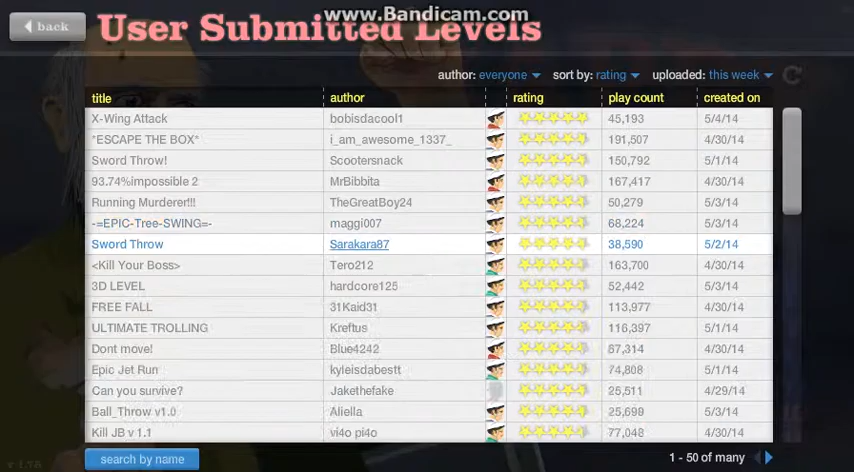 www.Bandicam.com
back
User Submitted Levels
author: everyone sort by: rating uploaded: this week
title author rating play count created on
X-Wing Attack bobisdacool1 45,193 5/4/14
*ESCAPE THE BOX* i_am_awesome_1337_ 191,507 4/30/14
Sword Throw! Scootersnack 150,792 5/1/14
93.74%impossible 2 MrBibbita 167,417 4/30/14
Running Murderer!!! TheGreatBoy24 50,279 5/3/14
-=EPIC-Tree-SWING=- maggi007 68,224 5/3/14
Sword Throw Sarakara87 38,590 5/2/14
<Kill Your Boss> Tero212 163,700 4/30/14
3D LEVEL hardcore125 52,442 5/3/14
FREE FALL 31Kaid31 113,977 4/30/14
ULTIMATE TROLLING Kreftus 116,397 5/1/14
Dont move! Blue4242 67,314 4/30/14
Epic Jet Run kyleisdabestt 74,808 5/1/14
Can you survive? Jakethefake 25,511 4/29/14
Ball_Throw v1.0 Aliella 25,699 5/3/14
Kill JB v 1.1 vi4o pi4o 77,048 4/30/14
search by name 1 - 50 of many